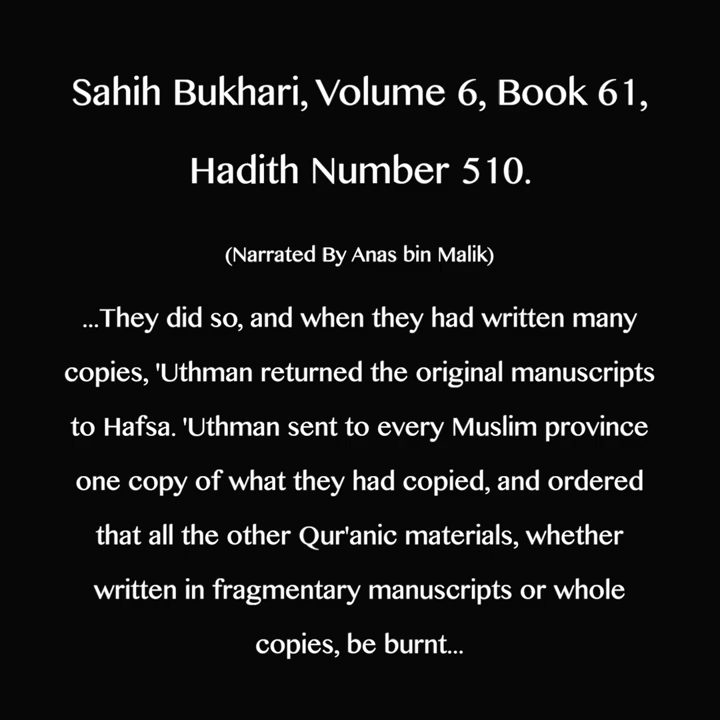 Sahih Bukhari, Volume 6, Book 61,
Hadith Number 510.
(Narrated By Anas bin Malik)
...They did so, and when they had written many
copies, 'Uthman returned the original manuscripts
to Hafsa. 'Uthman sent to every Muslim province
one copy of what they had copied, and ordered
that all the other Qur'anic materials, whether
written in fragmentary manuscripts or whole
copies, be burnt...